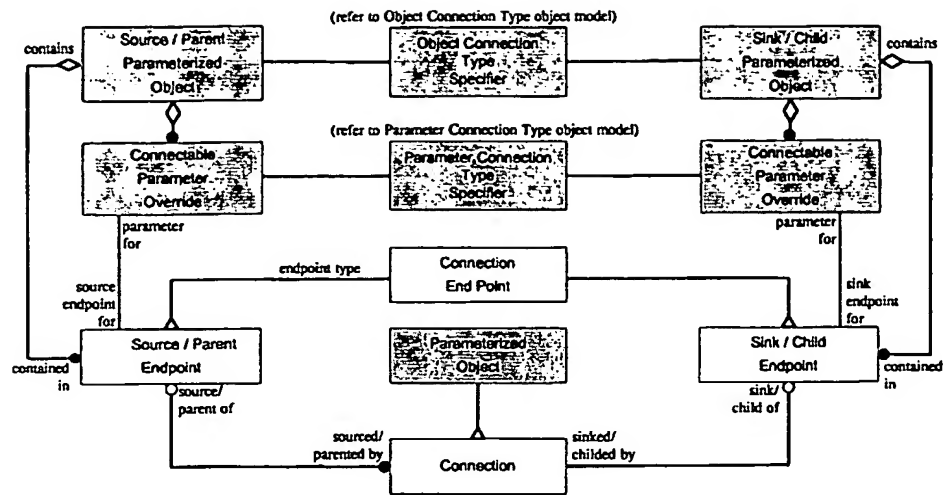 (refer to Object Connection Type object model)
contains
Source / Parent
Parameterized
Object
Object Connection
Type
Specifier
Sink / Child
Parameterized
Object
contains
(refer to Parameter Connection Type object model)
Connectable
Parameter
Override
Parameter Connection
Type
Specifier
Connectable
Parameter
Override
parameter
for
parameter
for
endpoint type
Connection
End Point
source
endpoint
for
sink
endpoint
for
Source / Parent
Endpoint
Parameterized
Object
Sink / Child
Endpoint
contained
in
contained
in
source/
parent of
sink/
child of
sourced/
parented by
Connection
sinked/
childed by